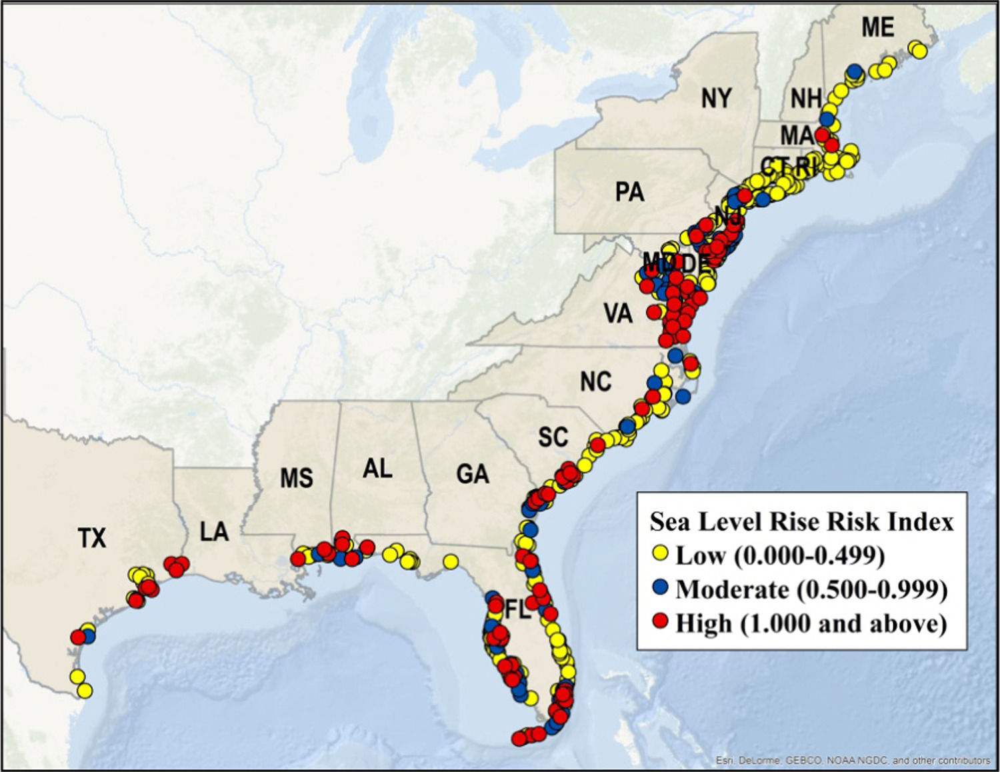 ME
NY
NH
MA
CT RI
PA
NJ
MD DE
VA
NC
SC
MS
AL
GA
TX
LA
FL
Sea Level Rise Risk Index
Low (0.000-0.499)
Moderate (0.500-0.999)
High (1.000 and above)
Esri, DeLorme, GEBCO, NOAA NGDC, and other contributors